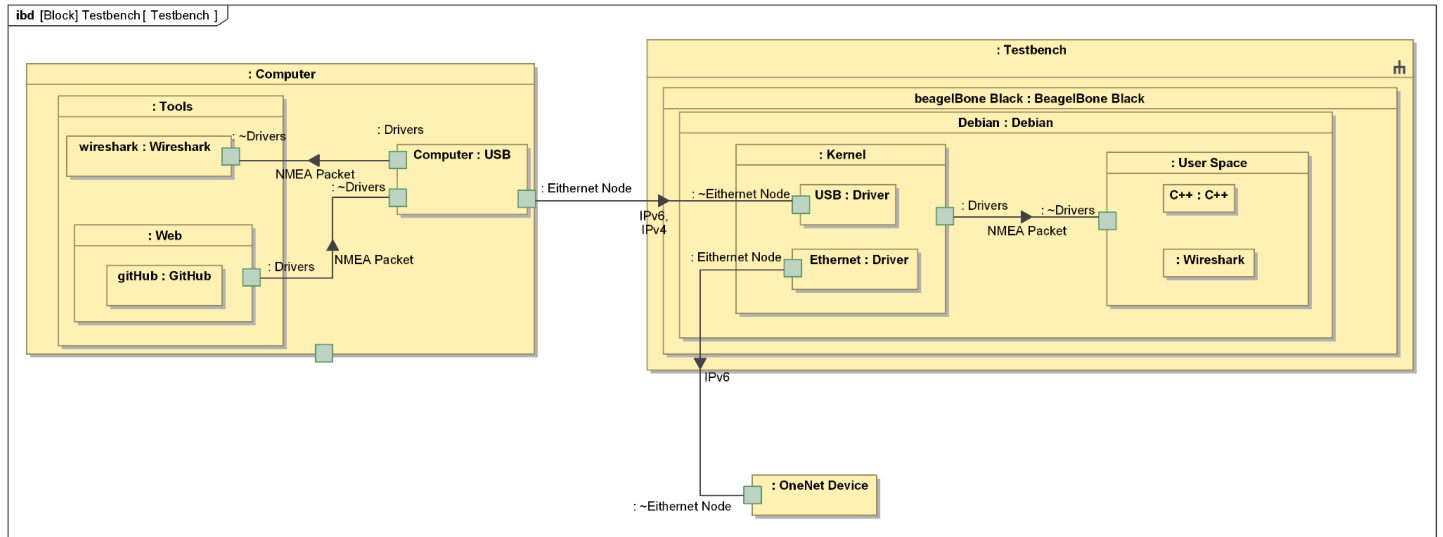 ibd [Block] Testbench [ Testbench ]
: Testbench
: Computer
beagelBone Black : BeagelBone Black
: Tools
Debian : Debian
: ~Drivers
: Drivers
wireshark : Wireshark
Computer : USB
: Kernel
: User Space
NMEA Packet
: ~Drivers
: Eithernet Node
: ~Eithernet Node
USB : Driver
C++ : C++
: Drivers
: ~Drivers
IPv6,
IPv4
NMEA Packet
: Web
: Drivers
NMEA Packet
: Eithernet Node
Ethernet : Driver
: Wireshark
gitHub : GitHub
IPv6
: OneNet Device
: ~Eithernet Node